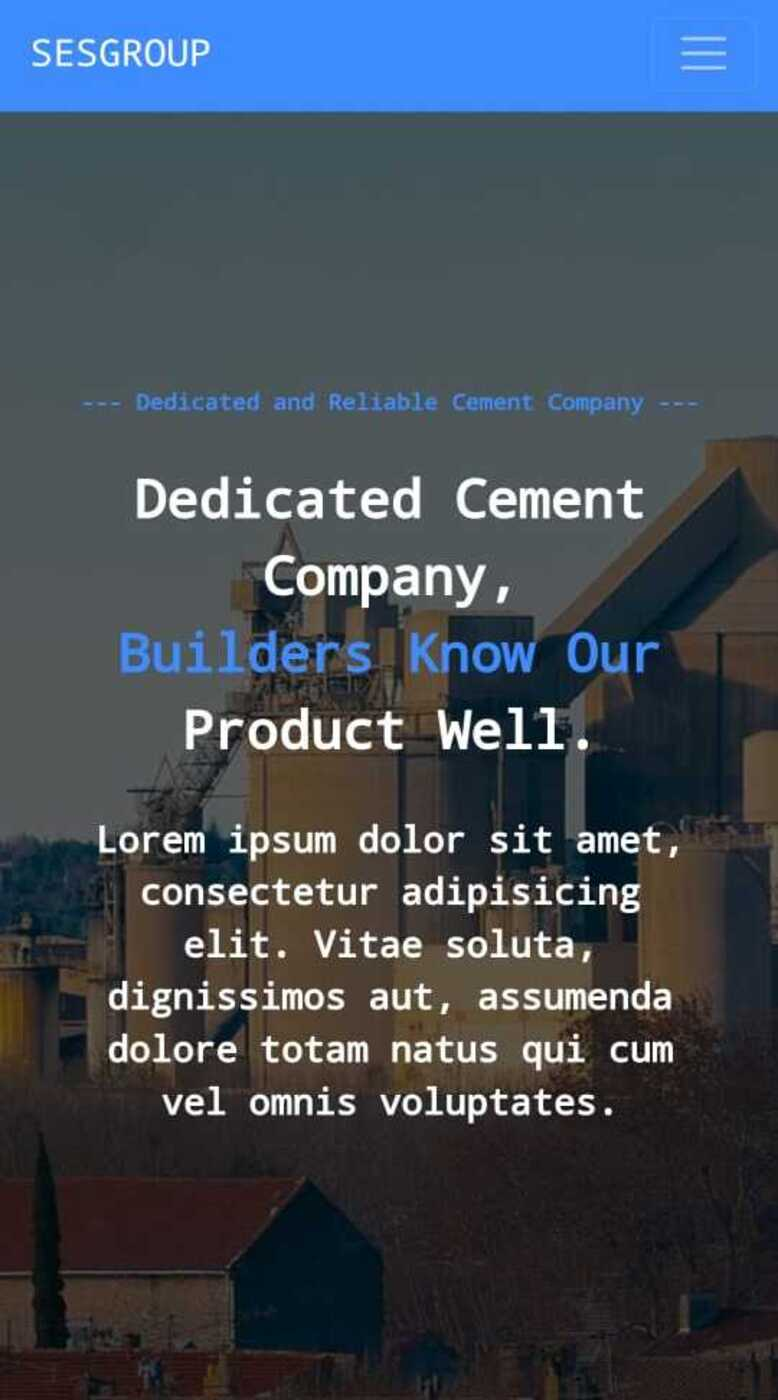 SESGROUP
--- Dedicated and Reliable Cement Company ---
Dedicated Cement
Company,
Builders Know Our
Product Well.
Lorem ipsum dolor sit amet,
consectetur adipisicing
elit. Vitae soluta,
dignissimos aut, assumenda
dolore totam natus qui cum
vel omnis voluptates.